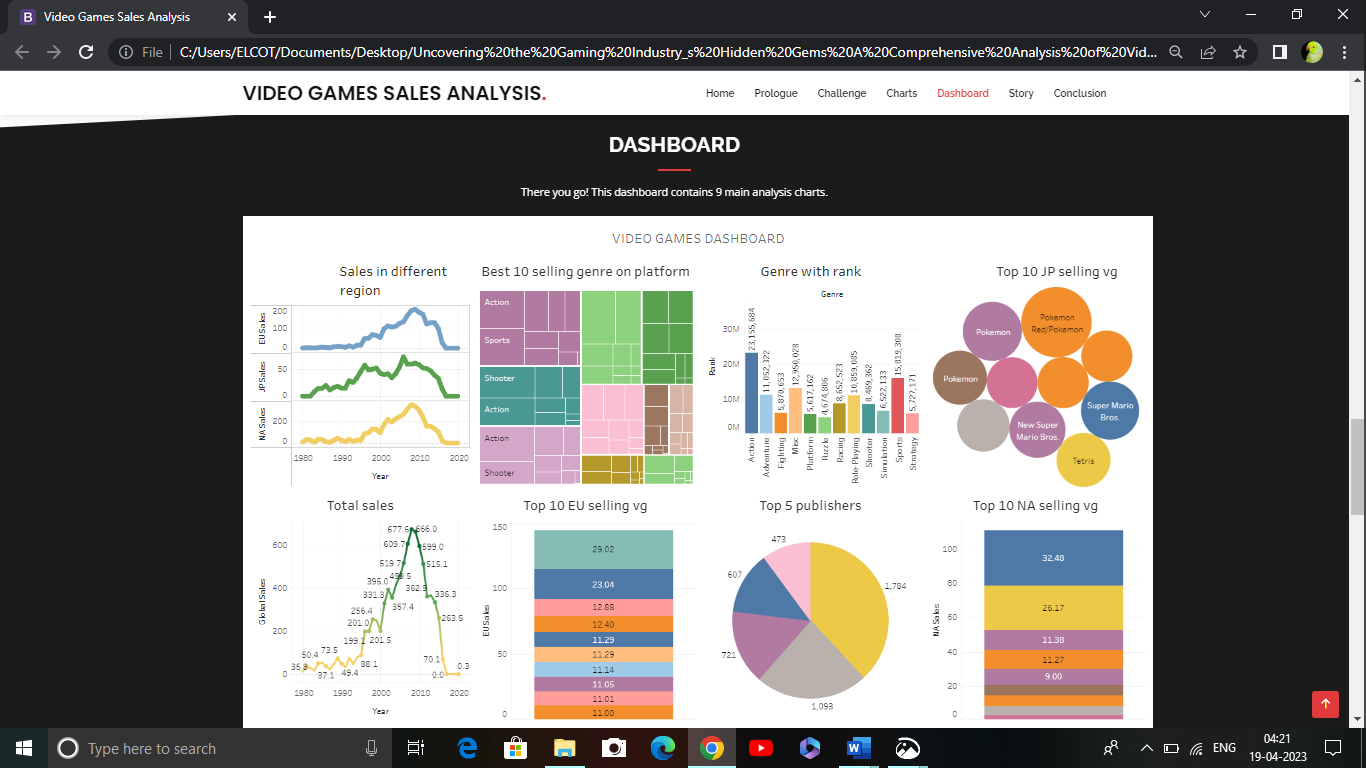 Video Games Sales Analysis
File
C:/Users/ELCOT/Documents/Desktop/Uncovering%20the%20Gaming%20Industry_s%20Hidden%20Gems%20A%20Comprehensive%20Analysis%20of%20Vid...
VIDEO GAMES SALES ANALYSIS.
Home Prologue Challenge Charts Dashboard Story Conclusion
DASHBOARD
There you go! This dashboard contains 9 main analysis charts.
VIDEO GAMES DASHBOARD
Sales in different
region
EU Sales
200
100
0
JP Sales
50
0
NA Sales
200
0
1980 1990 2000 2010 2020
Year
Best 10 selling genre on platform
Action
Sports
Shooter
Action
Action
Shooter
Genre with rank
Genre
Rank
30M
20M
10M
0M
23,155,684
11,052,322
5,870,653
12,950,028
5,617,162
4,674,806
8,652,523
10,859,085
8,469,362
6,522,133
15,819,308
5,727,171
Action
Adventure
Fighting
Misc
Platform
Puzzle
Racing
Role-Playing
Shooter
Simulation
Sports
Strategy
Top 10 JP selling vg
Pokemon
Red/Pokemon
Pokemon
Pokemon
Super Mario
Bros.
New Super
Mario Bros.
Tetris
Total sales
Global Sales
600
400
200
0
677.6
666.0
609.7
599.0
519.7
515.1
459.5
395.0
362.9
331.3
336.3
357.4
256.4
263.5
201.0
199.1
201.5
73.5
50.4
88.1
70.1
35.8
37.1
49.4
0.0
0.3
1980 1990 2000 2010 2020
Year
Top 10 EU selling vg
EU Sales
150
100
50
0
29.02
23.04
12.88
12.40
11.29
11.29
11.14
11.05
11.01
11.00
Top 5 publishers
473
607
1,784
721
1,093
Top 10 NA selling vg
NA Sales
100
80
60
40
20
0
32.48
26.17
11.38
11.27
9.00
Type here to search
ENG
04:21
19-04-2023